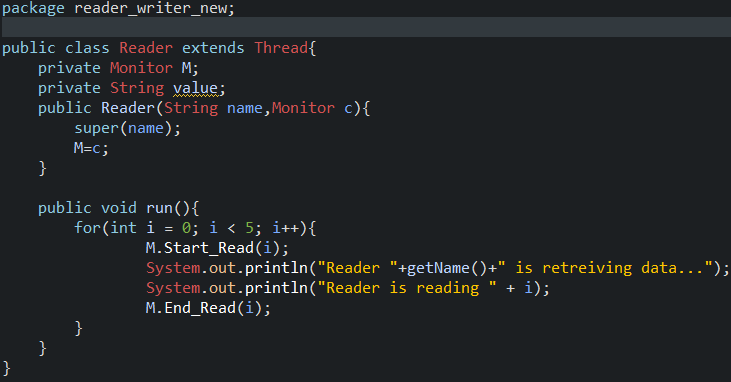 package reader_writer_new;
public class Reader extends Thread{
    private Monitor M;
    private String value;
    public Reader(String name,Monitor c){
        super(name);
        M=c;
    }
    public void run(){
        for(int i = 0; i < 5; i++){
                M.Start_Read(i);
                System.out.println("Reader "+getName()+" is retreiving data...");
                System.out.println("Reader is reading " + i);
                M.End_Read(i);
        }
    }
}